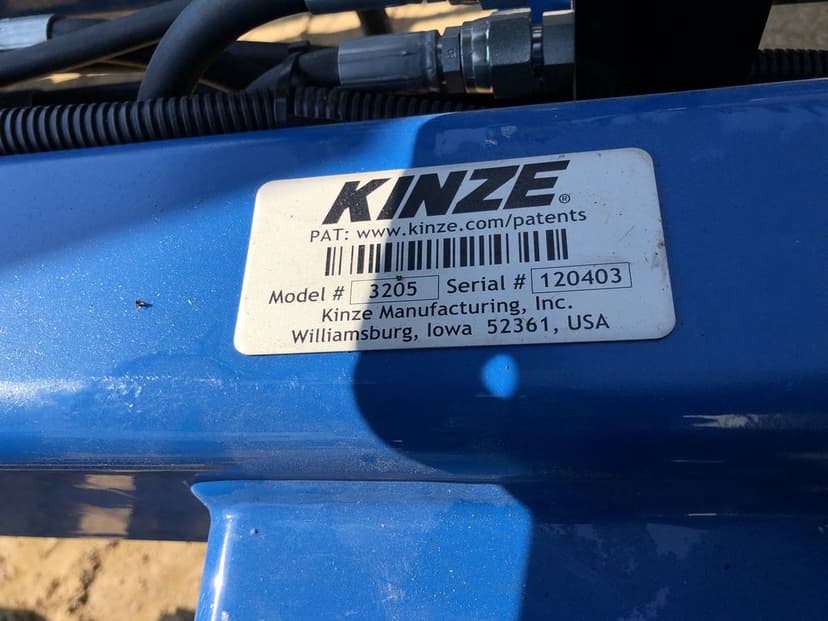 KINZE®
PAT: www.kinze.com/patents
Model # 3205 Serial # 120403
Kinze Manufacturing, Inc.
Williamsburg, Iowa 52361, USA